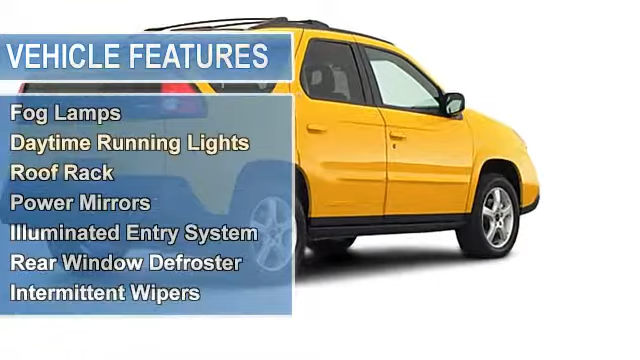 VEHICLE FEATURES
Fog Lamps
Daytime Running Lights
Roof Rack
Power Mirrors
Illuminated Entry System
Rear Window Defroster
Intermittent Wipers